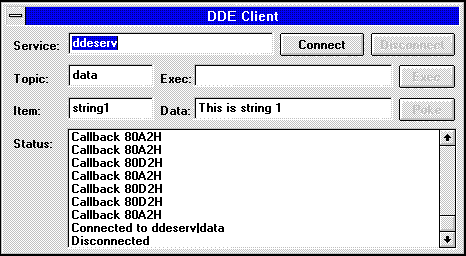 DDE Client
Service: ddeserv Connect Disconnect
Topic: data Exec: Exec
Item: string1 Data: This is string 1 Poke
Status: Callback 80A2H
Callback 80A2H
Callback 80D2H
Callback 80A2H
Callback 80D2H
Callback 80D2H
Callback 80A2H
Connected to ddeserv|data
Disconnected